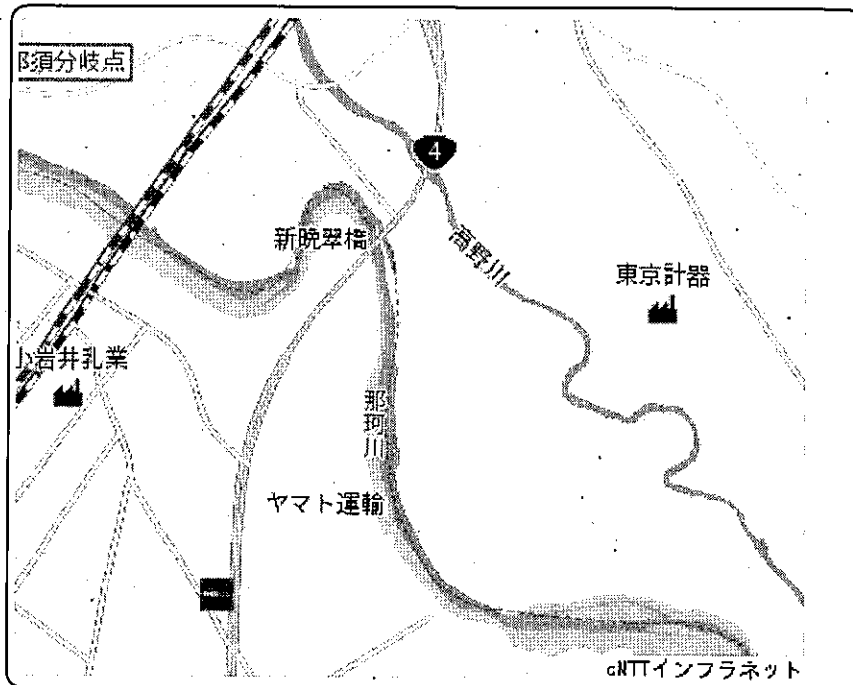 那須分岐点
4
新晩翠橋
高野川
東京計器
小岩井乳業
那珂川
ヤマト運輸
cNTTインフラネット